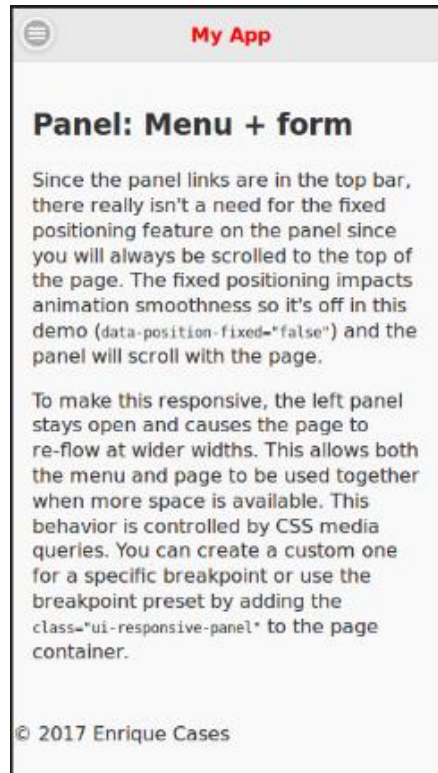 My App
Panel: Menu + form
Since the panel links are in the top bar,
there really isn't a need for the fixed
positioning feature on the panel since
you will always be scrolled to the top of
the page. The fixed positioning impacts
animation smoothness so it's off in this
demo (data-position-fixed="false") and the
panel will scroll with the page.
To make this responsive, the left panel
stays open and causes the page to
re-flow at wider widths. This allows both
the menu and page to be used together
when more space is available. This
behavior is controlled by CSS media
queries. You can create a custom one
for a specific breakpoint or use the
breakpoint preset by adding the
class="ui-responsive-panel" to the page
container.
© 2017 Enrique Cases